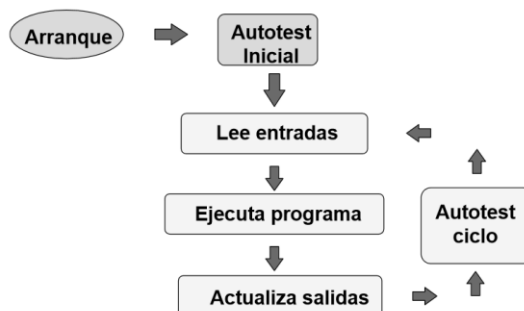 Arranque
Autotest
Inicial
Lee entradas
Ejecuta programa
Autotest
ciclo
Actualiza salidas